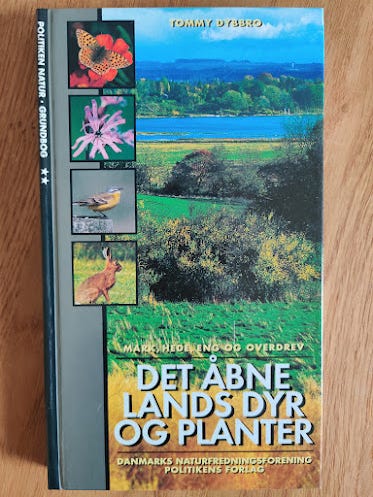 TOMMY DYBBRO
POLITIKEN NATUR • GRUNDBOG ★★
MARK, HEDE, ENG OG OVERDREV
DET ÅBNE
LANDS DYR
OG PLANTER
DANMARKS NATURFREDNINGSFORENING
POLITIKENS FORLAG